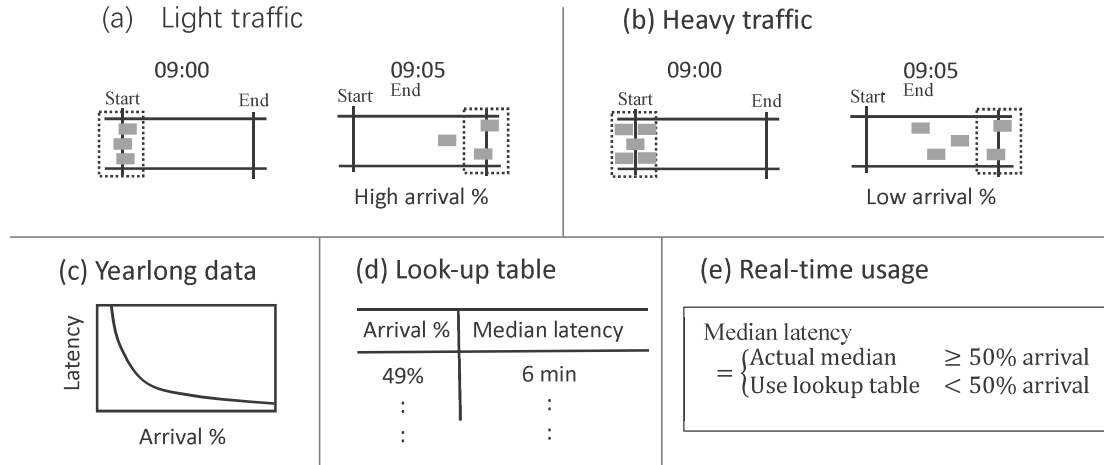 (a) Light traffic
09:00
Start
End
09:05
Start
End
High arrival %
(b) Heavy traffic
09:00
Start
End
09:05
Start
End
Low arrival %
(c) Yearlong data
Latency
Arrival %
(d) Look-up table
Arrival % Median latency
49% 6 min
: :
: :
(e) Real-time usage
Median latency
= { Actual median ≥ 50% arrival
Use lookup table < 50% arrival